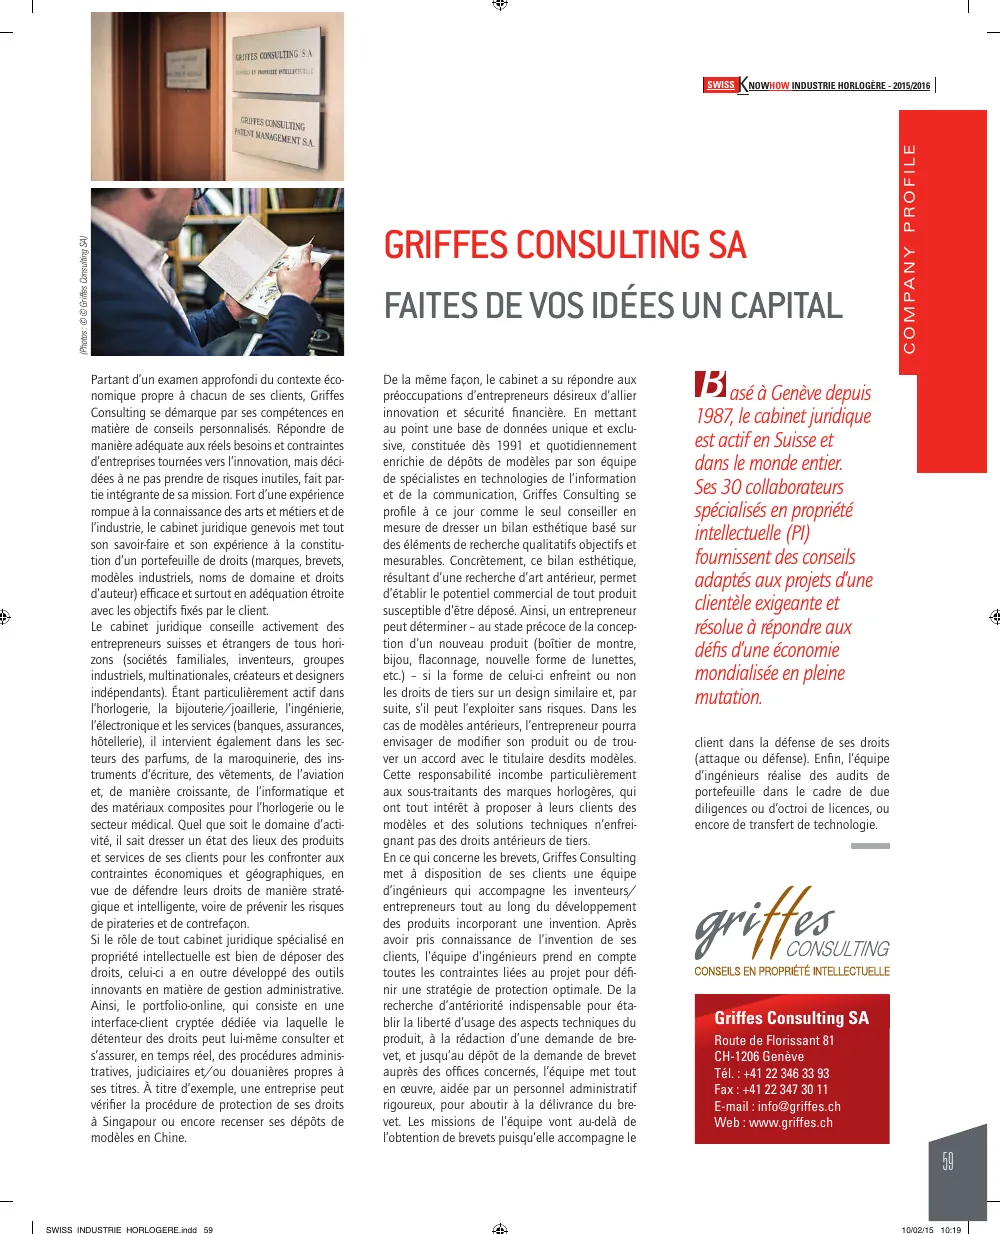 GRIFFES CONSULTING S.A
CONSEILS EN PROPRIÉTÉ INTELLECTUELLE
GRIFFES CONSULTING
PATENT MANAGEMENT S.A.
SWISS KNOWHOW INDUSTRIE HORLOGÈRE - 2015/2016
COMPANY PROFILE
(Photos : © © Griffes Consulting SA)
GRIFFES CONSULTING SA
FAITES DE VOS IDÉES UN CAPITAL
Partant d’un examen approfondi du contexte éco-
nomique propre à chacun de ses clients, Griffes
Consulting se démarque par ses compétences en
matière de conseils personnalisés. Répondre de
manière adéquate aux réels besoins et contraintes
d’entreprises tournées vers l’innovation, mais déci-
dées à ne pas prendre de risques inutiles, fait par-
tie intégrante de sa mission. Fort d’une expérience
rompue à la connaissance des arts et métiers et de
l’industrie, le cabinet juridique genevois met tout
son savoir-faire et son expérience à la constitu-
tion d’un portefeuille de droits (marques, brevets,
modèles industriels, noms de domaine et droits
d’auteur) efficace et surtout en adéquation étroite
avec les objectifs fixés par le client.
Le cabinet juridique conseille activement des
entrepreneurs suisses et étrangers de tous hori-
zons (sociétés familiales, inventeurs, groupes
industriels, multinationales, créateurs et designers
indépendants). Étant particulièrement actif dans
l’horlogerie, la bijouterie/joaillerie, l’ingénierie,
l’électronique et les services (banques, assurances,
hôtellerie), il intervient également dans les sec-
teurs des parfums, de la maroquinerie, des ins-
truments d’écriture, des vêtements, de l’aviation
et, de manière croissante, de l’informatique et
des matériaux composites pour l’horlogerie ou le
secteur médical. Quel que soit le domaine d’acti-
vité, il sait dresser un état des lieux des produits
et services de ses clients pour les confronter aux
contraintes économiques et géographiques, en
vue de défendre leurs droits de manière straté-
gique et intelligente, voire de prévenir les risques
de pirateries et de contrefaçon.
Si le rôle de tout cabinet juridique spécialisé en
propriété intellectuelle est bien de déposer des
droits, celui-ci a en outre développé des outils
innovants en matière de gestion administrative.
Ainsi, le portfolio-online, qui consiste en une
interface-client cryptée dédiée via laquelle le
détenteur des droits peut lui-même consulter et
s’assurer, en temps réel, des procédures adminis-
tratives, judiciaires et/ou douanières propres à
ses titres. À titre d’exemple, une entreprise peut
vérifier la procédure de protection de ses droits
à Singapour ou encore recenser ses dépôts de
modèles en Chine.
De la même façon, le cabinet a su répondre aux
préoccupations d’entrepreneurs désireux d’allier
innovation et sécurité financière. En mettant
au point une base de données unique et exclu-
sive, constituée dès 1991 et quotidiennement
enrichie de dépôts de modèles par son équipe
de spécialistes en technologies de l’information
et de la communication, Griffes Consulting se
profile à ce jour comme le seul conseiller en
mesure de dresser un bilan esthétique basé sur
des éléments de recherche qualitatifs objectifs et
mesurables. Concrètement, ce bilan esthétique,
résultant d’une recherche d’art antérieur, permet
d’établir le potentiel commercial de tout produit
susceptible d’être déposé. Ainsi, un entrepreneur
peut déterminer – au stade précoce de la concep-
tion d’un nouveau produit (boîtier de montre,
bijou, flaconnage, nouvelle forme de lunettes,
etc.) – si la forme de celui-ci enfreint ou non
les droits de tiers sur un design similaire et, par
suite, s’il peut l’exploiter sans risques. Dans les
cas de modèles antérieurs, l’entrepreneur pourra
envisager de modifier son produit ou de trou-
ver un accord avec le titulaire desdits modèles.
Cette responsabilité incombe particulièrement
aux sous-traitants des marques horlogères, qui
ont tout intérêt à proposer à leurs clients des
modèles et des solutions techniques n’enfrei-
gnant pas des droits antérieurs de tiers.
En ce qui concerne les brevets, Griffes Consulting
met à disposition de ses clients une équipe
d’ingénieurs qui accompagne les inventeurs/
entrepreneurs tout au long du développement
des produits incorporant une invention. Après
avoir pris connaissance de l’invention de ses
clients, l’équipe d’ingénieurs prend en compte
toutes les contraintes liées au projet pour défi-
nir une stratégie de protection optimale. De la
recherche d’antériorité indispensable pour éta-
blir la liberté d’usage des aspects techniques du
produit, à la rédaction d’une demande de bre-
vet, et jusqu’au dépôt de la demande de brevet
auprès des offices concernés, l’équipe met tout
en œuvre, aidée par un personnel administratif
rigoureux, pour aboutir à la délivrance du bre-
vet. Les missions de l’équipe vont au-delà de
l’obtention de brevets puisqu’elle accompagne le
Basé à Genève depuis
1987, le cabinet juridique
est actif en Suisse et
dans le monde entier.
Ses 30 collaborateurs
spécialisés en propriété
intellectuelle (PI)
fournissent des conseils
adaptés aux projets d’une
clientèle exigeante et
résolue à répondre aux
défis d’une économie
mondialisée en pleine
mutation.
client dans la défense de ses droits
(attaque ou défense). Enfin, l’équipe
d’ingénieurs réalise des audits de
portefeuille dans le cadre de due
diligences ou d’octroi de licences, ou
encore de transfert de technologie.
griffes
CONSULTING
CONSEILS EN PROPRIÉTÉ INTELLECTUELLE
Griffes Consulting SA
Route de Florissant 81
CH-1206 Genève
Tél. : +41 22 346 33 93
Fax : +41 22 347 30 11
E-mail : info@griffes.ch
Web : www.griffes.ch
59
SWISS_INDUSTRIE_HORLOGERE.indd 59
10/02/15 10:19